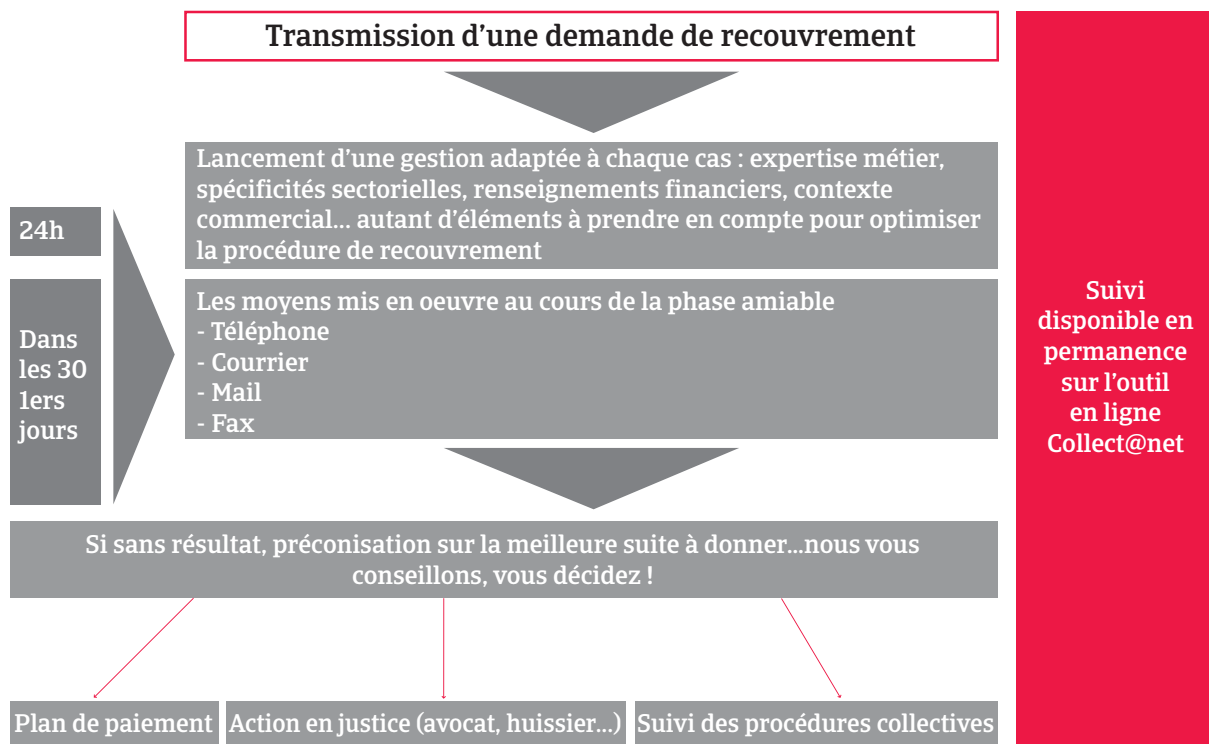 Transmission d’une demande de recouvrement
Lancement d’une gestion adaptée à chaque cas : expertise métier,
spécificités sectorielles, renseignements financiers, contexte
commercial... autant d’éléments à prendre en compte pour optimiser
la procédure de recouvrement
24h
Les moyens mis en oeuvre au cours de la phase amiable
- Téléphone
- Courrier
- Mail
- Fax
Dans
les 30
1ers
jours
Si sans résultat, préconisation sur la meilleure suite à donner...nous vous
conseillons, vous décidez !
Plan de paiement
Action en justice (avocat, huissier...)
Suivi des procédures collectives
Suivi
disponible en
permanence
sur l’outil
en ligne
Collect@net